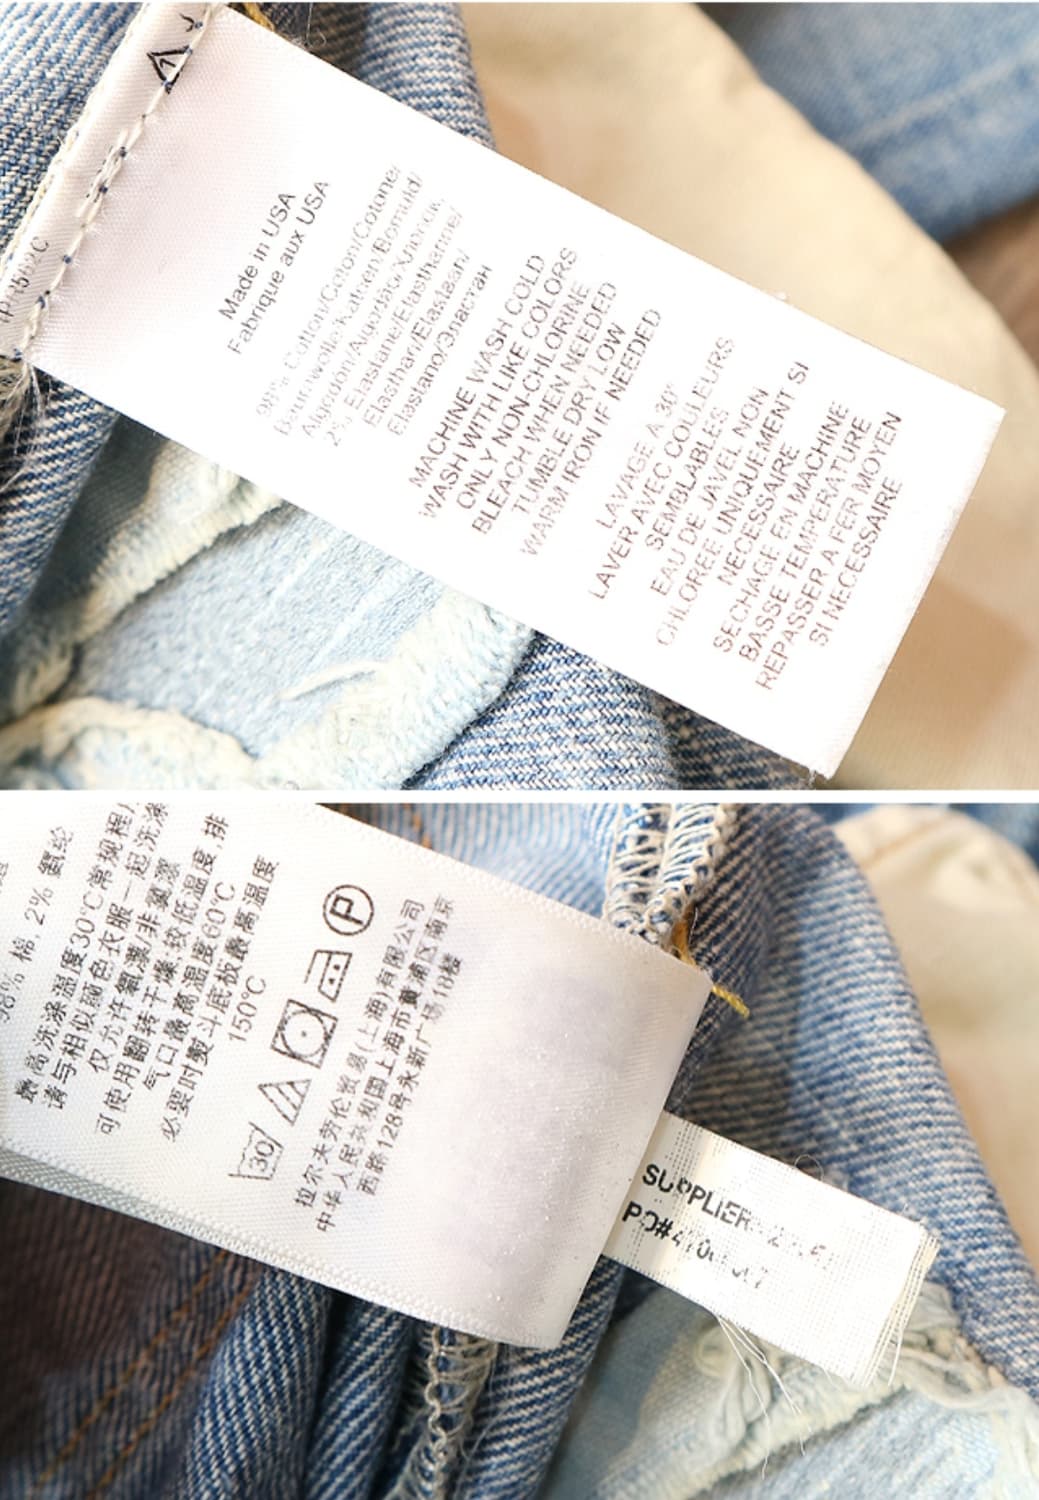 Made in USA
Fabrique aux USA
98% Cotton/Coton/Cotone/
Baumwolle/Katoen/Bomuld/
2% Elastane/Elasthanne/
Elastano/Эластан
MACHINE WASH COLD
WASH WITH LIKE COLORS
ONLY NON-CHLORINE
BLEACH WHEN NEEDED
TUMBLE DRY LOW
WARM IRON IF NEEDED
LAVAGE A 30°
LAVER AVEC COULEURS
SEMBLABLES
EAU DE JAVEL NON
CHLOREE UNIQUEMENT SI
NECESSAIRE
SECHAGE EN MACHINE
BASSE TEMPERATURE
REPASSER A FER MOYEN
SI NECESSAIRE
98% 棉, 2% 氨纶
最高洗涤温度30°C常规程序
请与相似颜色衣服一起洗涤
仅允许氧漂/非氯漂
可使用翻转干燥,较低温度,排
气口最高温度60°C
必要时熨斗底板最高温度
150°C
30
P
拉尔夫劳伦贸易(上海)有限公司
中华人民共和国上海市黄浦区南京
西路128号永新广场18楼
SUPPLIER
PO#